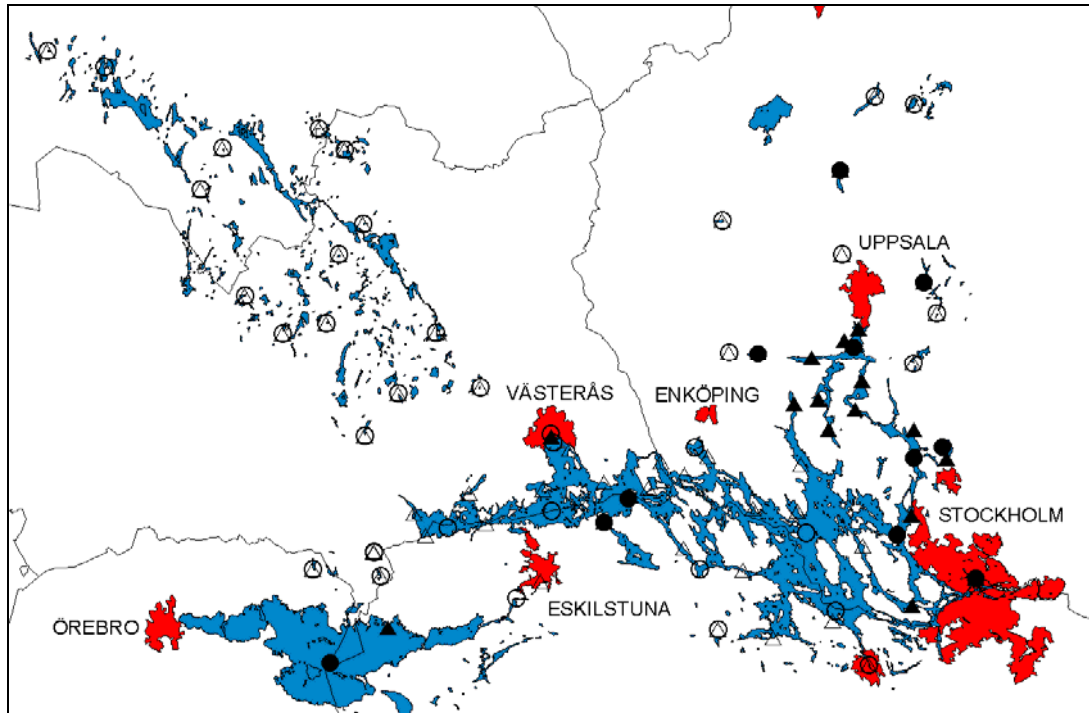 UPPSALA
VÄSTERÅS
ENKÖPING
STOCKHOLM
ESKILSTUNA
ÖREBRO